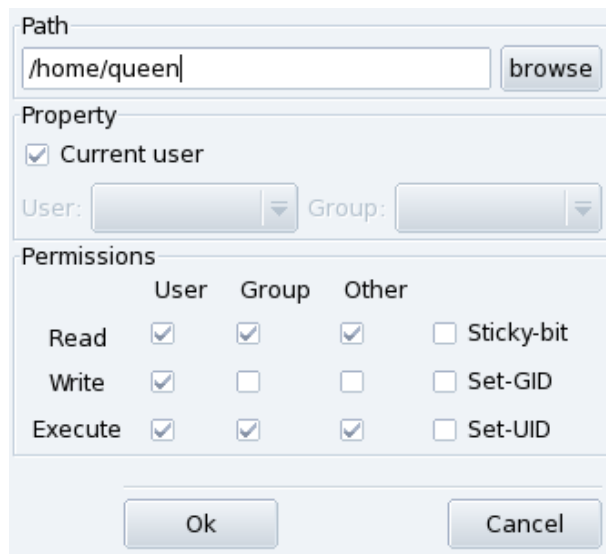 Path
/home/queen browse
Property
Current user
User: Group:
Permissions
User Group Other
Read Sticky-bit
Write Set-GID
Execute Set-UID
Ok Cancel